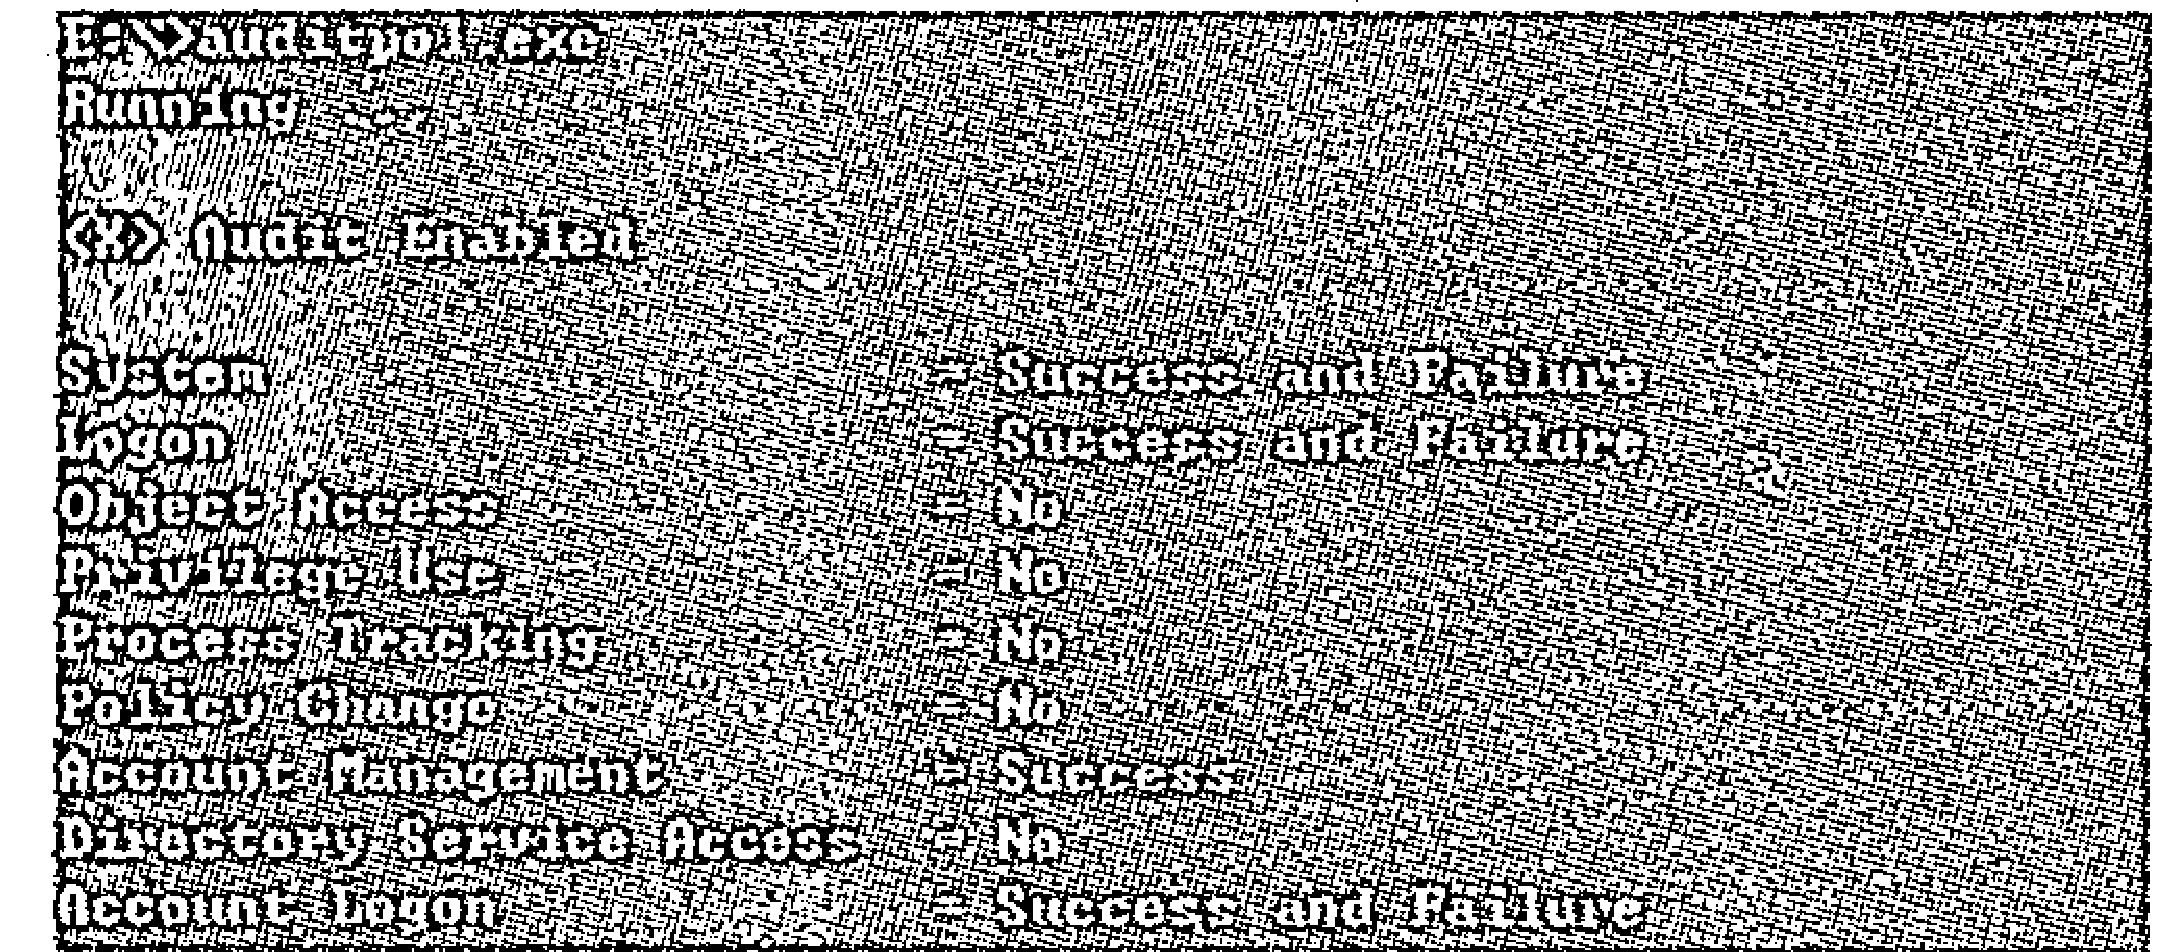 E:\>auditpol.exe
Running ...
(X) Audit Enabled
System = Success and Failure
Logon = Success and Failure
Object Access = No
Privilege Use = No
Process Tracking = No
Policy Change = No
Account Management = Success
Directory Service Access = No
Account Logon = Success and Failure